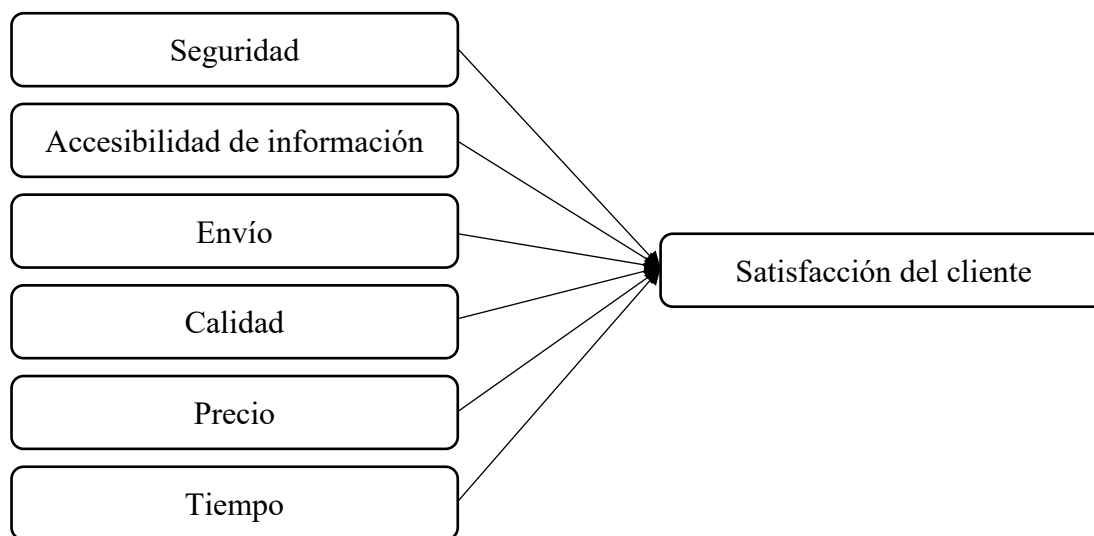 Seguridad
Accesibilidad de información
Envío
Calidad
Precio
Tiempo
Satisfacción del cliente